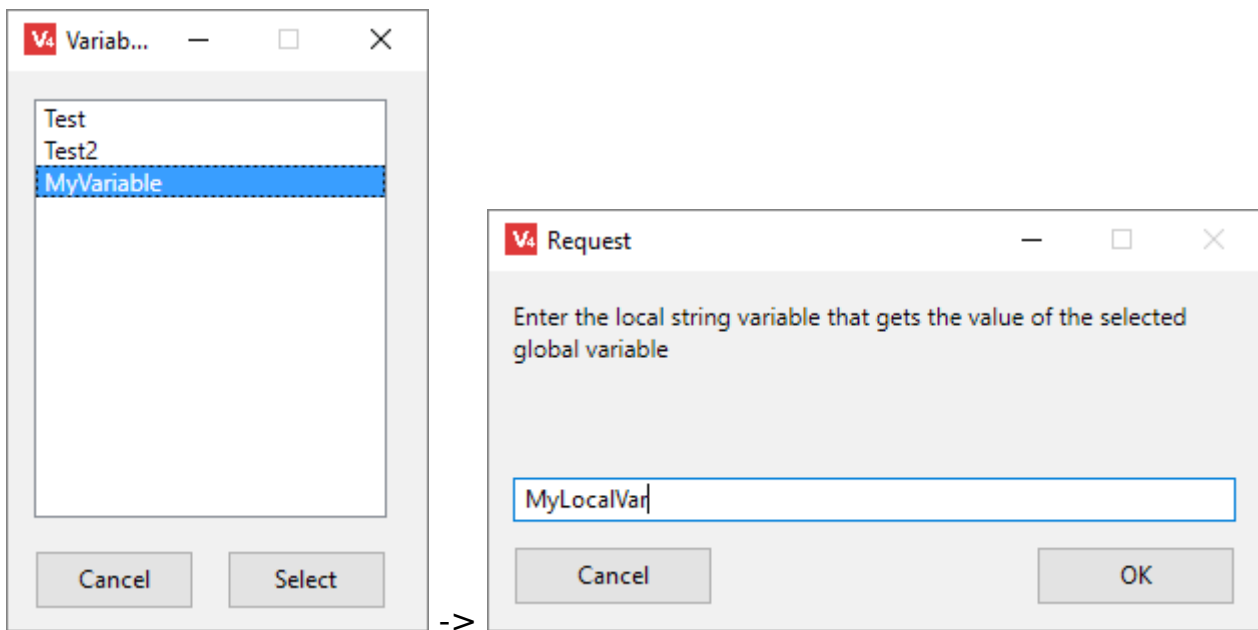 V4 Variab...
Test
Test2
MyVariable
Cancel Select
->
V4 Request
Enter the local string variable that gets the value of the selected
global variable
MyLocalVar
Cancel OK